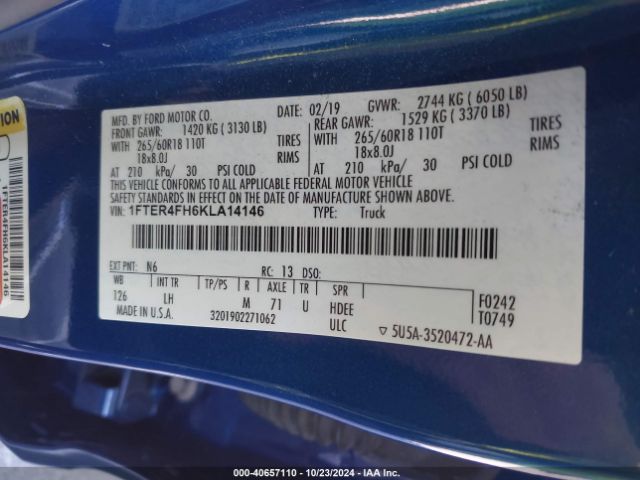 MFD. BY FORD MOTOR CO. DATE: 02/19 GVWR: 2744 KG ( 6050 LB)
FRONT GAWR: 1420 KG ( 3130 LB) REAR GAWR: 1529 KG ( 3370 LB)
WITH 265/60R18 110T TIRES WITH 265/60R18 110T TIRES
18x8.0J RIMS 18x8.0J RIMS
AT 210 kPa/ 30 PSI COLD AT 210 kPa/ 30 PSI COLD
THIS VEHICLE CONFORMS TO ALL APPLICABLE FEDERAL MOTOR VEHICLE
SAFETY STANDARDS IN EFFECT ON THE DATE OF MANUFACTURE SHOWN ABOVE.
VIN: 1FTER4FH6KLA14146 TYPE: Truck
EXT PNT: N6 RC: 13 DSO:
WB INT TR TP/PS R AXLE TR SPR
126 LH M 71 U HDEE F0242
MADE IN U.S.A. 3201902271062 ULC T0749
▽ 5U5A-3520472-AA
1FTER4FH6KLA14146
000-40657110 - 10/23/2024 - IAA Inc.